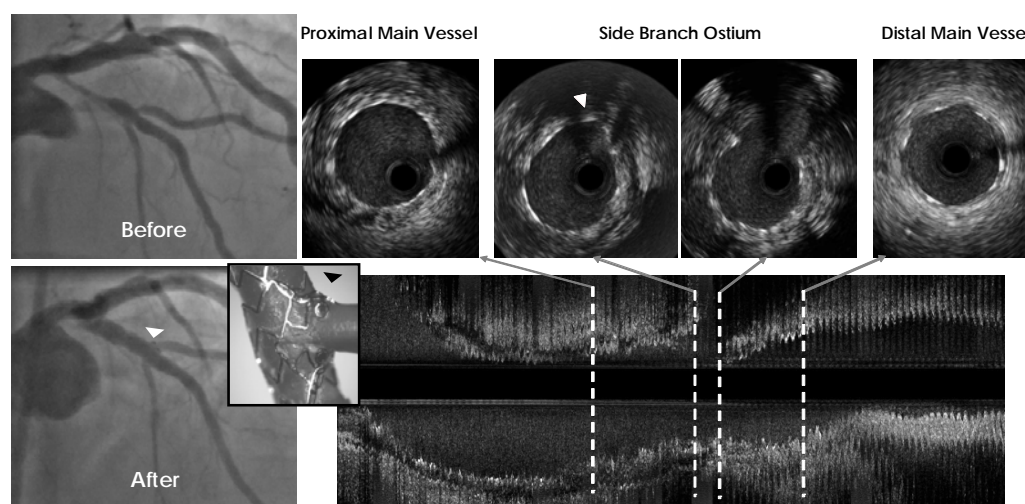 Proximal Main Vessel
Side Branch Ostium
Distal Main Vesse
Before
After